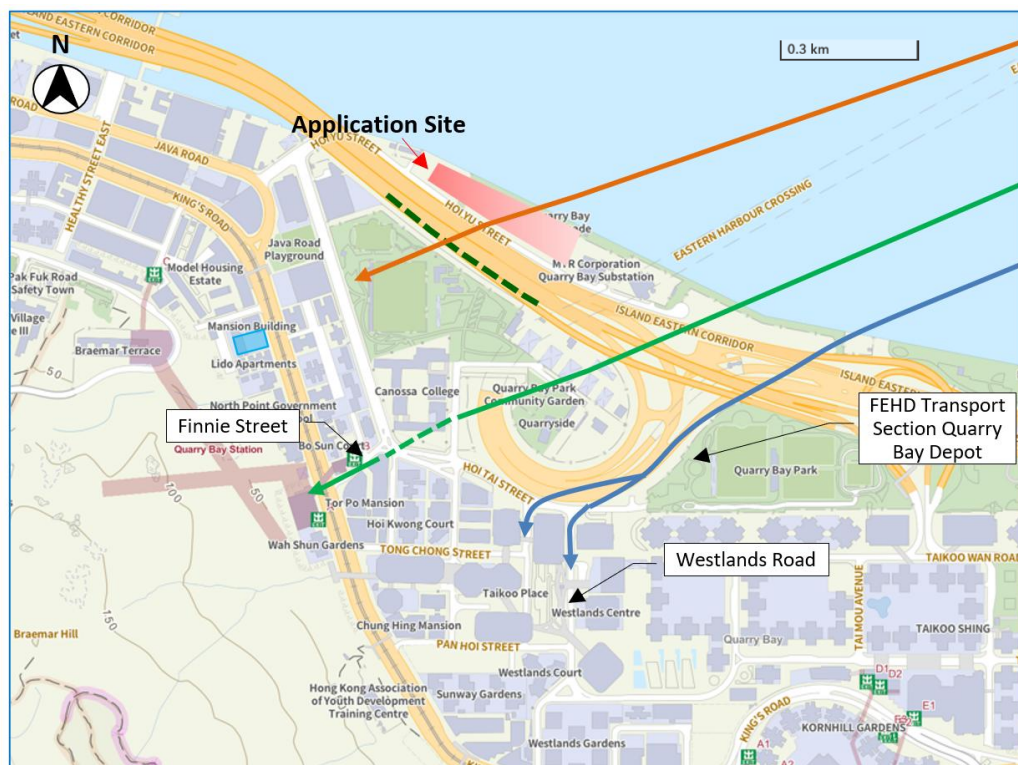 CORRIDOR
ISLAND EASTERN CORRIDOR
N
0.3 km
Application Site
HOI YU STREET
JAVA ROAD
KING'S ROAD
HEALTHY STREET EAST
HOI YU STREET
Quarry Bay
EASTERN HARBOUR CROSSING
MTR Corporation
Quarry Bay Substation
Java Road
Playground
C
Pak Fuk Road
Safety Town
Model Housing
Estate
Village
Mansion Building
ISLAND EASTERN CORRIDOR
Braemar Terrace
Lido Apartments
50
Canossa College
Quarry Bay Park
Community Garden
ISLAND EASTERN
North Point Government
Quarryside
Finnie Street
FEHD Transport
Section Quarry
Bay Depot
Bo Sun Court
Quarry Bay Station
HOI TAI STREET
Quarry Bay Park
50
100
Tor Po Mansion
Hoi Kwong Court
Wah Shun Gardens
TONG CHONG STREET
TAIKOO WAN ROAD
Westlands Road
Taikoo Place
Westlands Centre
150
Chung Hing Mansion
TAI MOU AVENUE
TAIKOO SHING
Braemar Hill
PAN HOI STREET
Quarry Bay
Westlands Court
D1
D2
Hong Kong Association
of Youth Development
Training Centre
Sunway Gardens
E1
KING'S ROAD
KORNHILL GARDENS
Westlands Gardens
A1
A2